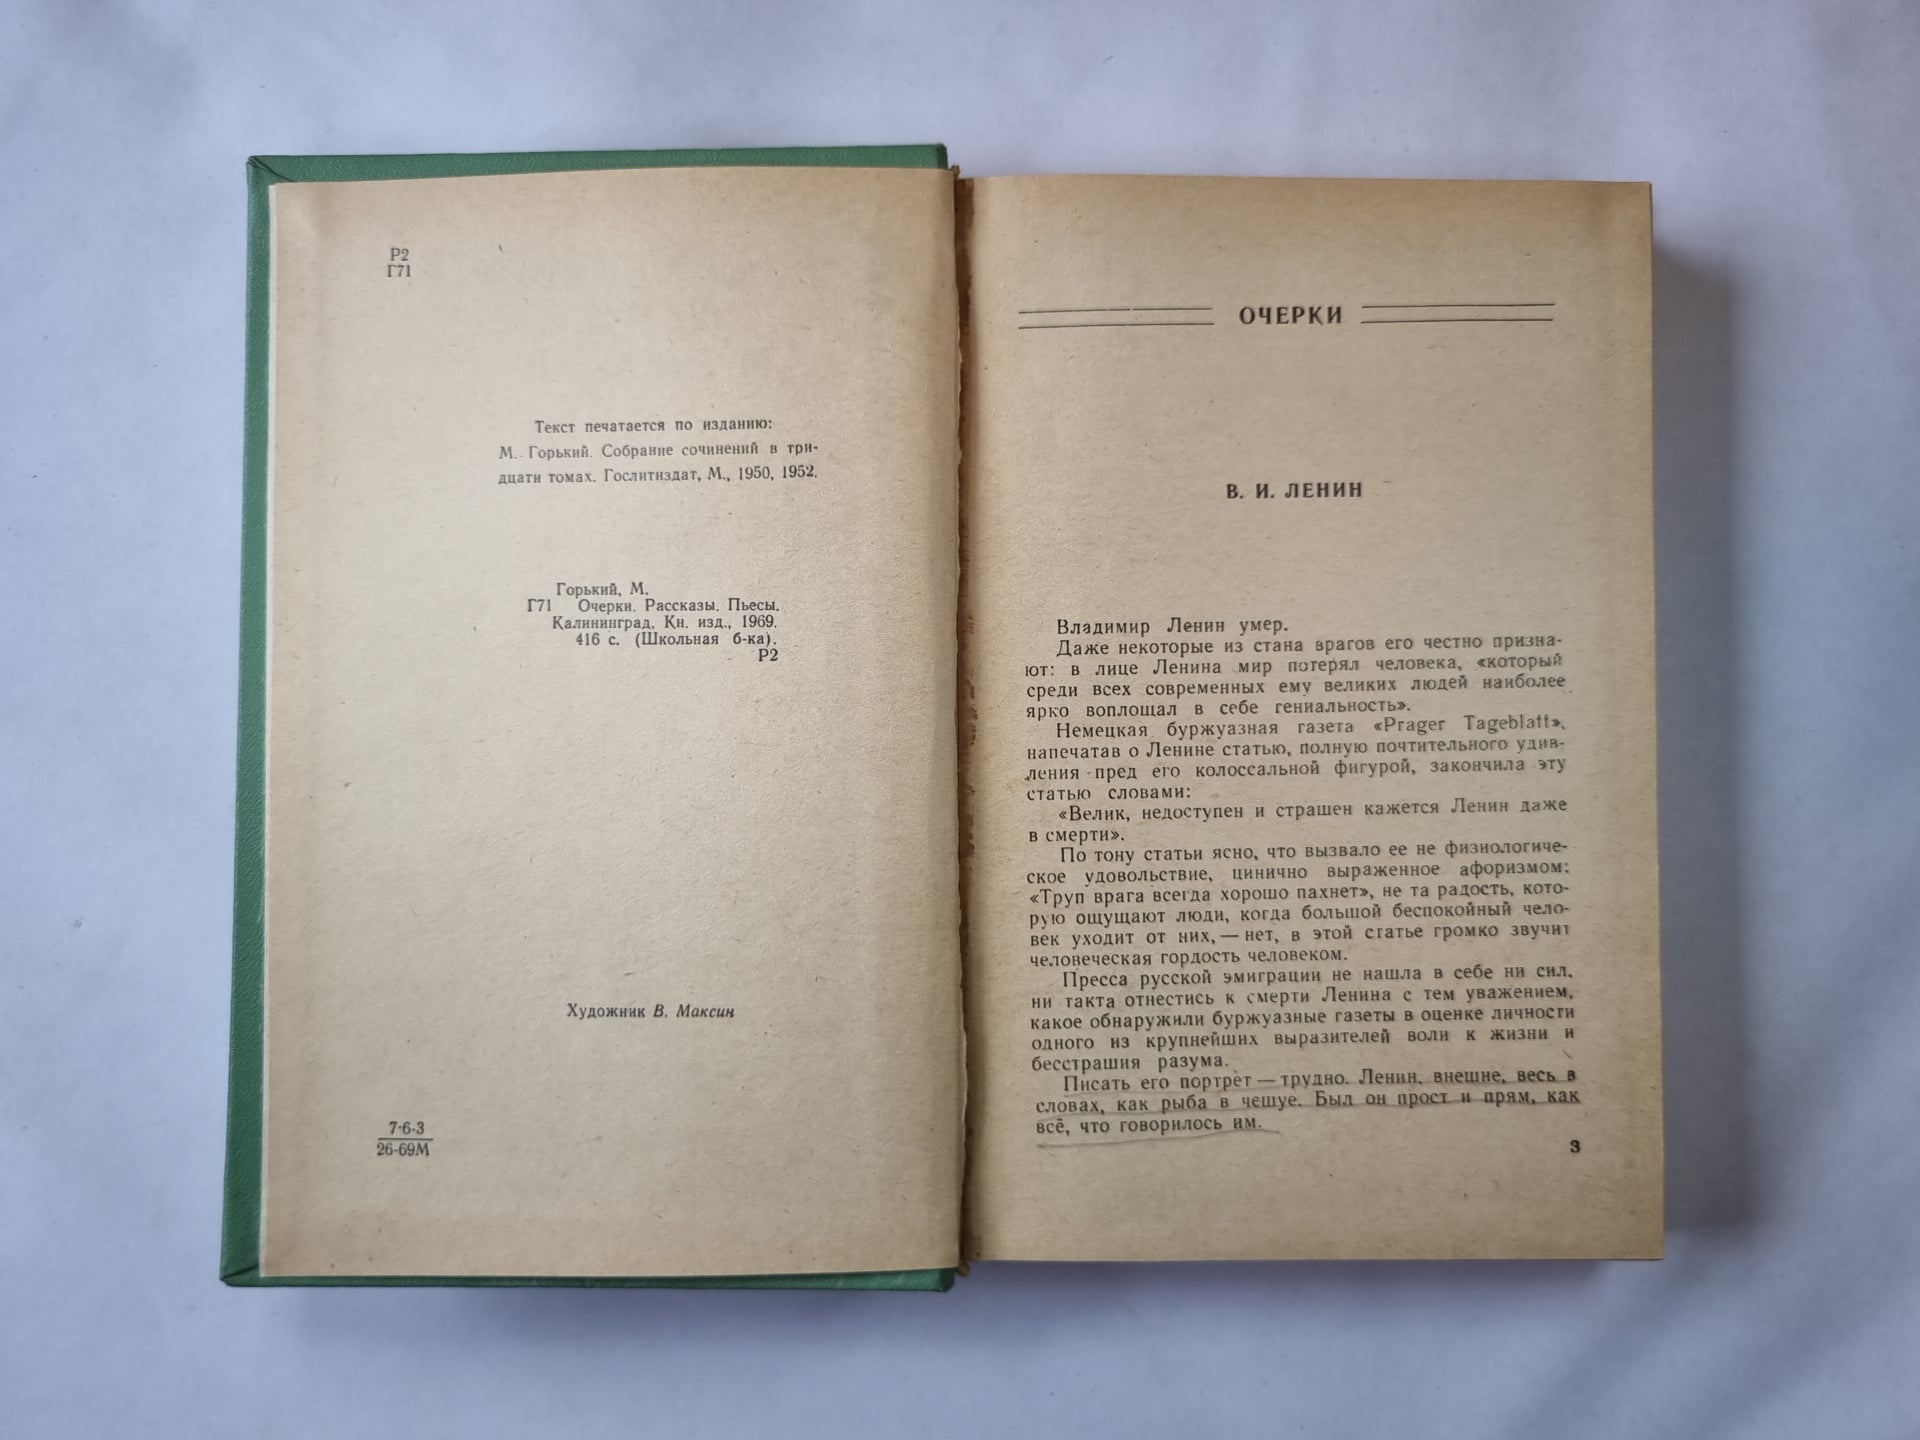 Р2
Г71
Текст печатается по изданию:
М. Горький. Собрание сочинений в три-
дцати томах. Гослитиздат, М., 1950, 1952.
Горький, М.
Г71 Очерки. Рассказы. Пьесы.
Калининград, Кн. изд., 1969.
416 с. (Школьная б-ка).
Р2
Художник В. Максин
7-6-3
26-69М
ОЧЕРКИ
В. И. ЛЕНИН
Владимир Ленин умер.
Даже некоторые из стана врагов его честно призна-
ют: в лице Ленина мир потерял человека, «который
среди всех современных ему великих людей наиболее
ярко воплощал в себе гениальность».
Немецкая буржуазная газета «Prager Tageblatt»,
напечатав о Ленине статью, полную почтительного удив-
ления пред его колоссальной фигурой, закончила эту
статью словами:
«Велик, недоступен и страшен кажется Ленин даже
в смерти».
По тону статьи ясно, что вызвало ее не физиологиче-
ское удовольствие, цинично выраженное афоризмом:
«Труп врага всегда хорошо пахнет», не та радость, кото-
рую ощущают люди, когда большой беспокойный чело-
век уходит от них, — нет, в этой статье громко звучит
человеческая гордость человеком.
Пресса русской эмиграции не нашла в себе ни сил,
ни такта отнестись к смерти Ленина с тем уважением,
какое обнаружили буржуазные газеты в оценке личности
одного из крупнейших выразителей воли к жизни и
бесстрашия разума.
Писать его портрет — трудно. Ленин, внешне, весь в
словах, как рыба в чешуе. Был он прост и прям, как
всё, что говорилось им.
3